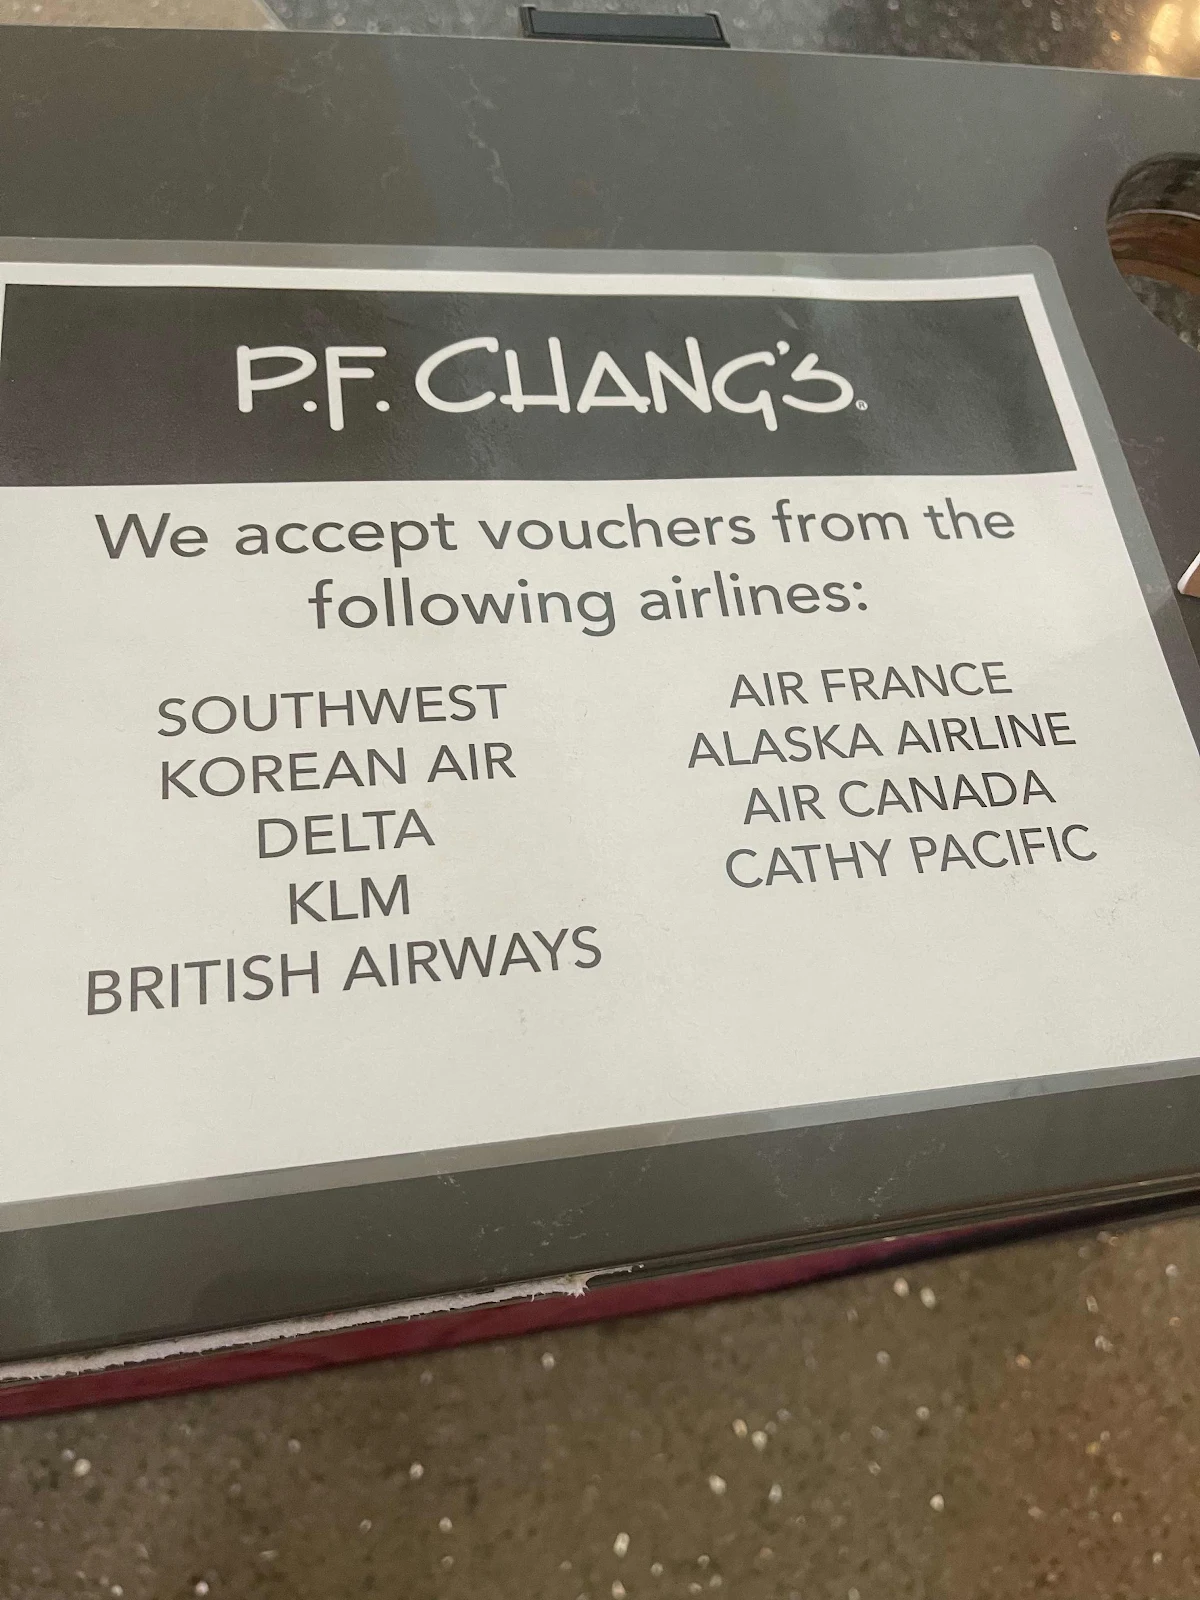 P.F. CHANG'S®
We accept vouchers from the
following airlines:
SOUTHWEST
KOREAN AIR
DELTA
KLM
BRITISH AIRWAYS
AIR FRANCE
ALASKA AIRLINE
AIR CANADA
CATHY PACIFIC